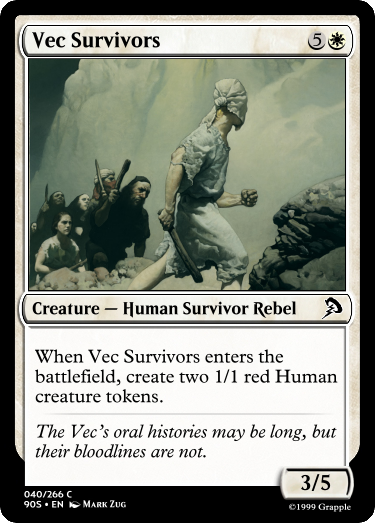 Vec Survivors 5
Creature — Human Survivor Rebel
When Vec Survivors enters the
battlefield, create two 1/1 red Human
creature tokens.
The Vec's oral histories may be long, but
their bloodlines are not.
3/5
040/266 C
90S • EN Mark Zug
©1999 Grapple